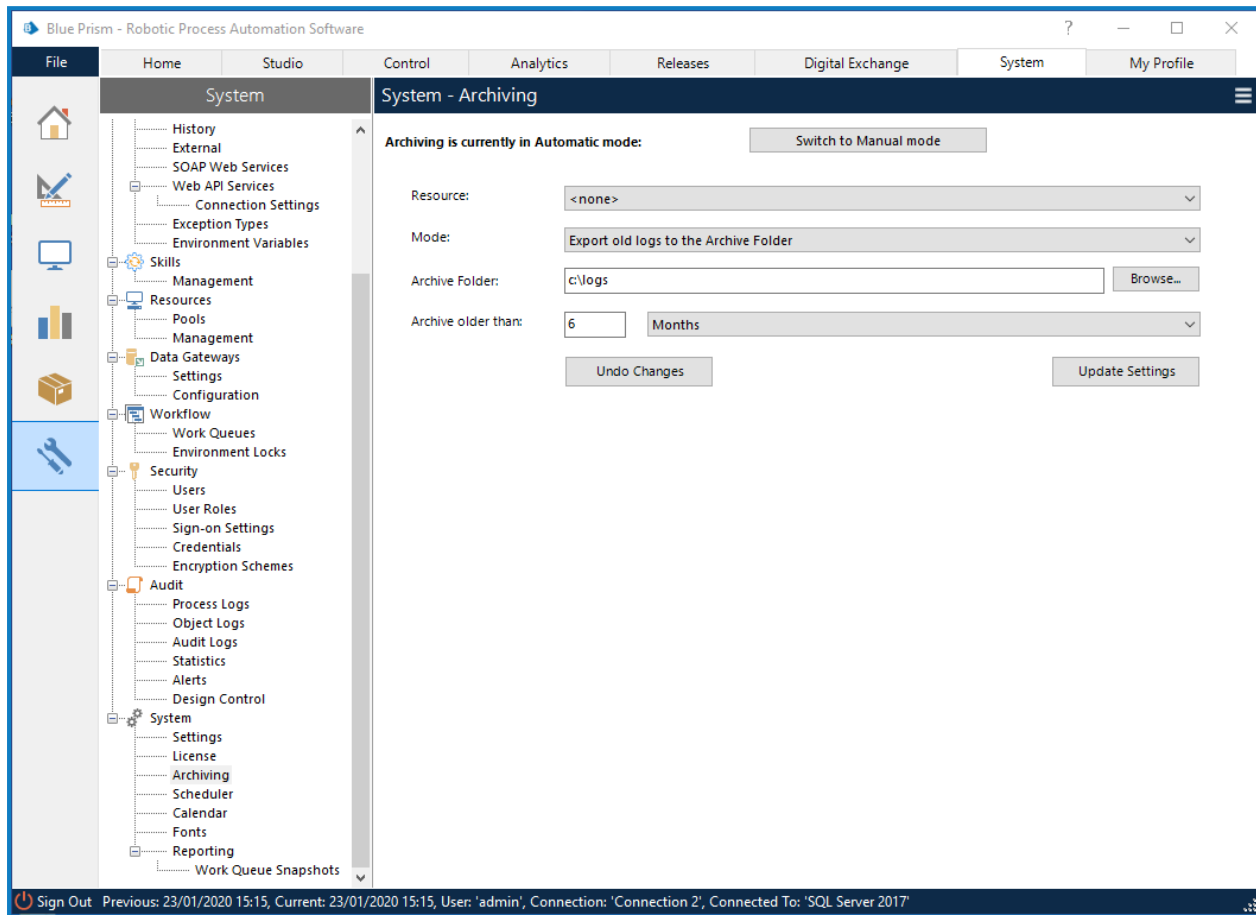 Blue Prism - Robotic Process Automation Software
?
File Home Studio Control Analytics Releases Digital Exchange System My Profile
System
System - Archiving
History
External
SOAP Web Services
Web API Services
Connection Settings
Exception Types
Environment Variables
Skills
Management
Resources
Pools
Management
Data Gateways
Settings
Configuration
Workflow
Work Queues
Environment Locks
Security
Users
User Roles
Sign-on Settings
Credentials
Encryption Schemes
Audit
Process Logs
Object Logs
Audit Logs
Statistics
Alerts
Design Control
System
Settings
License
Archiving
Scheduler
Calendar
Fonts
Reporting
Work Queue Snapshots
Archiving is currently in Automatic mode: Switch to Manual mode
Resource: <none>
Mode: Export old logs to the Archive Folder
Archive Folder: c:\logs Browse...
Archive older than: 6 Months
Undo Changes Update Settings
Sign Out Previous: 23/01/2020 15:15, Current: 23/01/2020 15:15, User: 'admin', Connection: 'Connection 2', Connected To: 'SQL Server 2017'